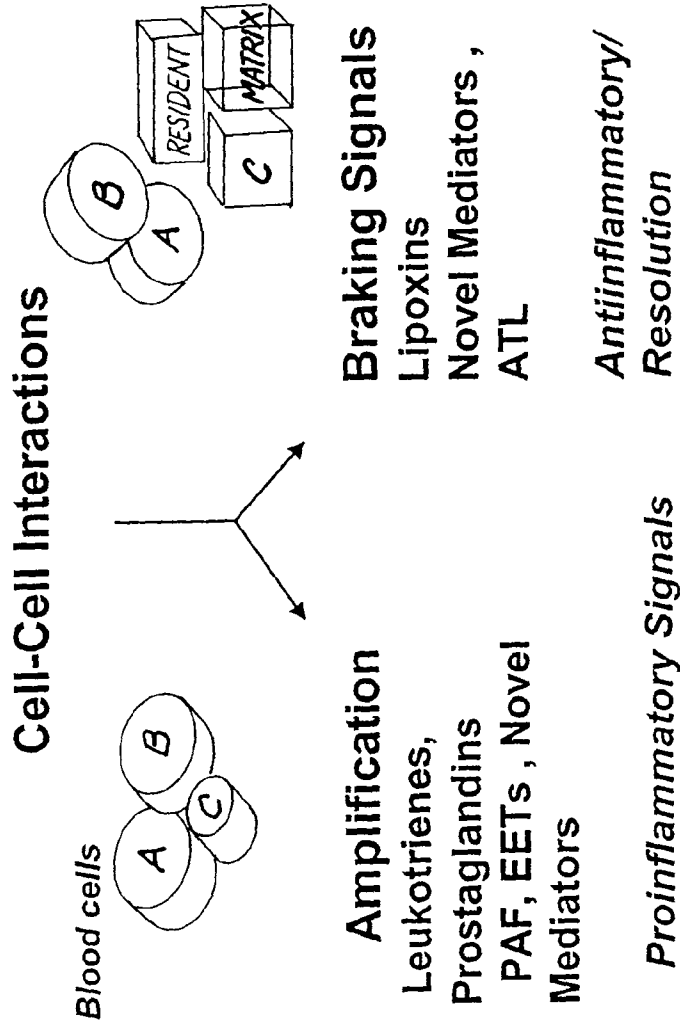 Cell-Cell Interactions
Blood cells
A
B
C
B
A
RESIDENT
C
MATRIX
Amplification
Leukotrienes,
Prostaglandins
PAF, EETs , Novel
Mediators
Proinflammatory Signals
Braking Signals
Lipoxins
Novel Mediators ,
ATL
Antiinflammatory/
Resolution